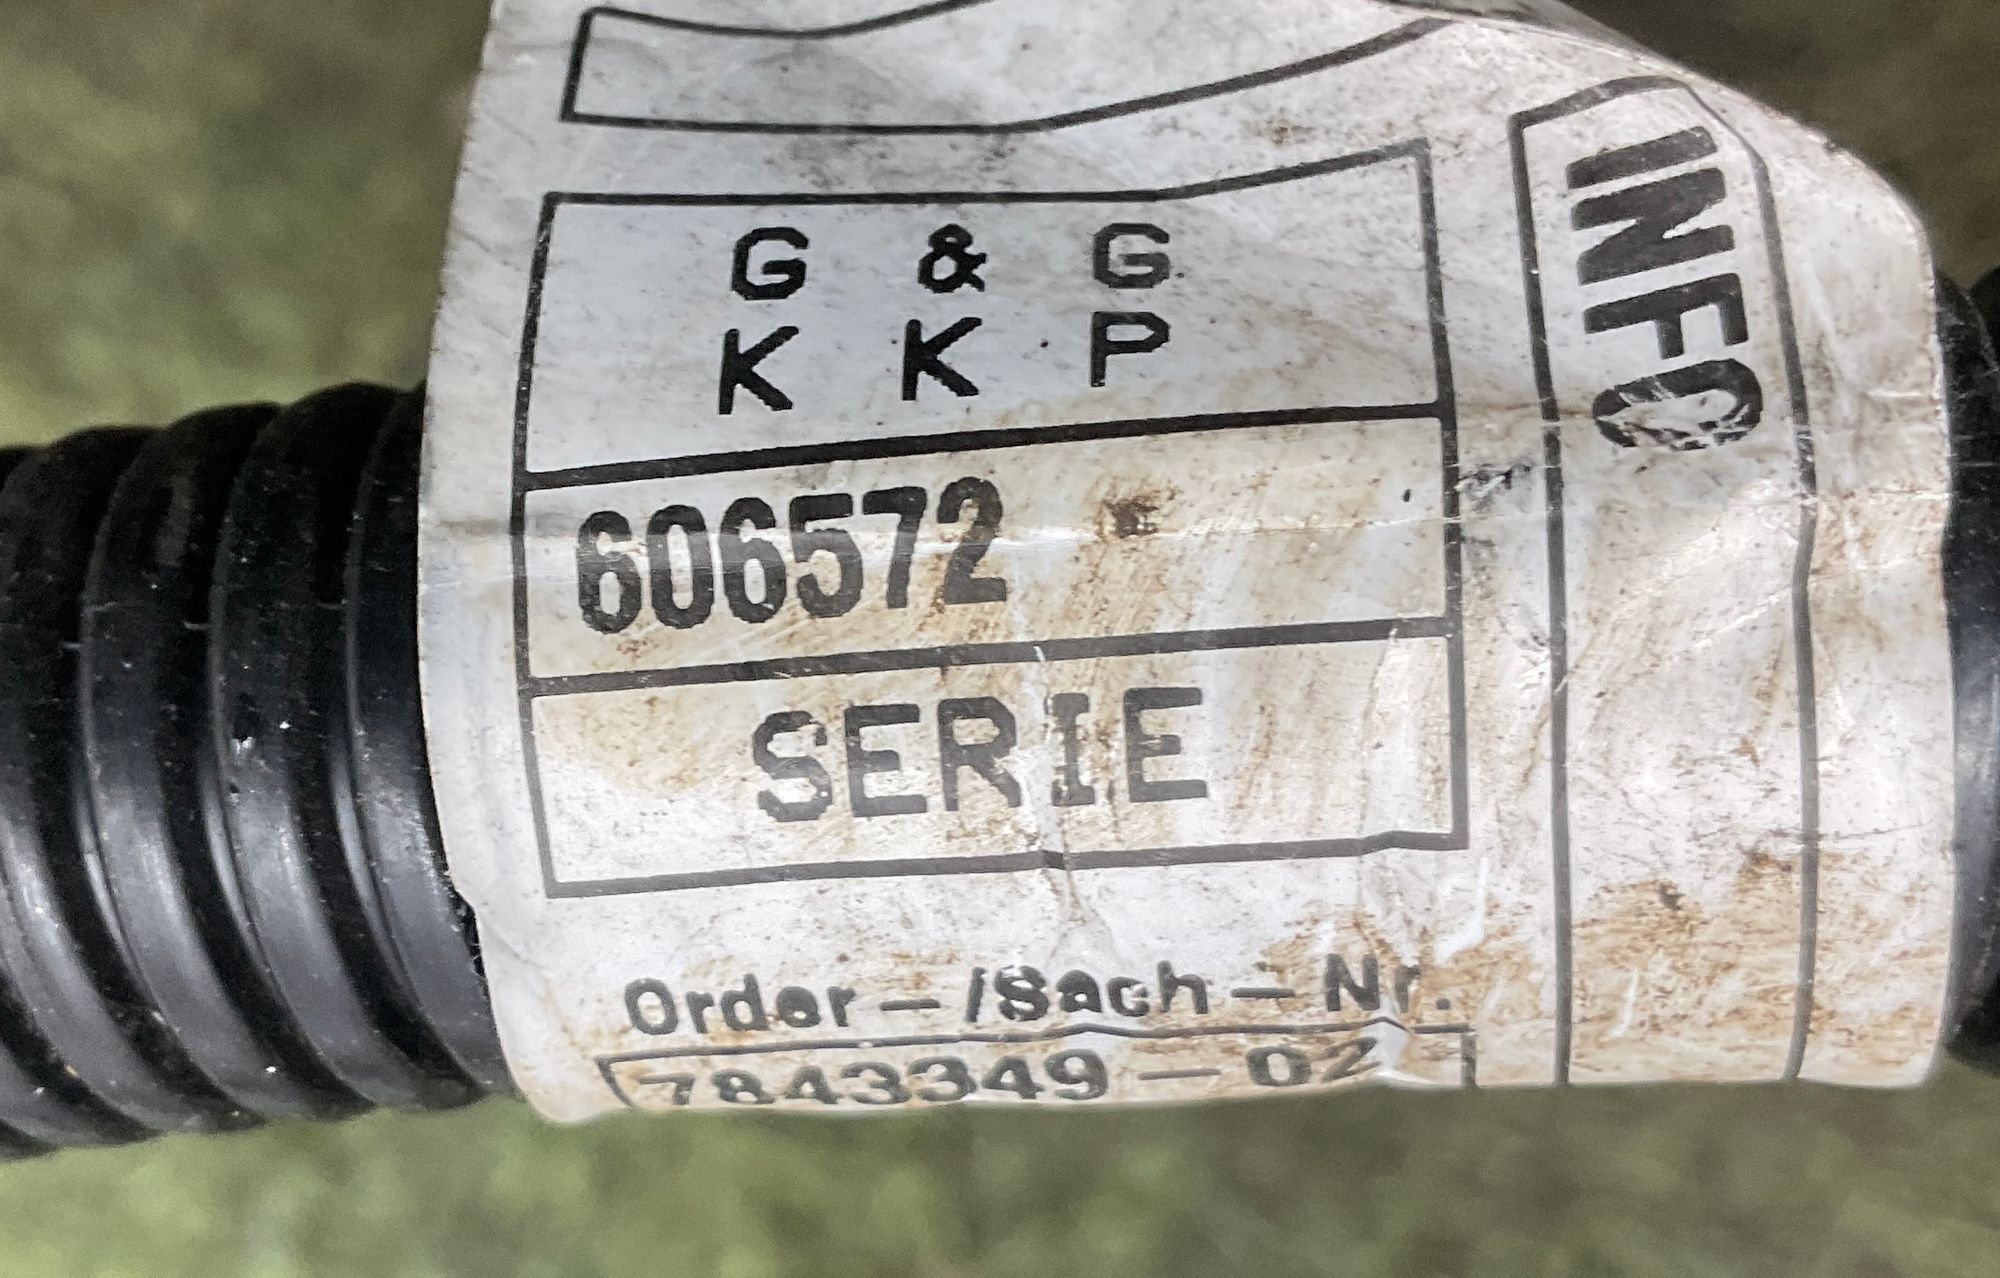 G & G
K K P
606572
SERIE
Order-/Sach-Nr.
7843349-02
INFO